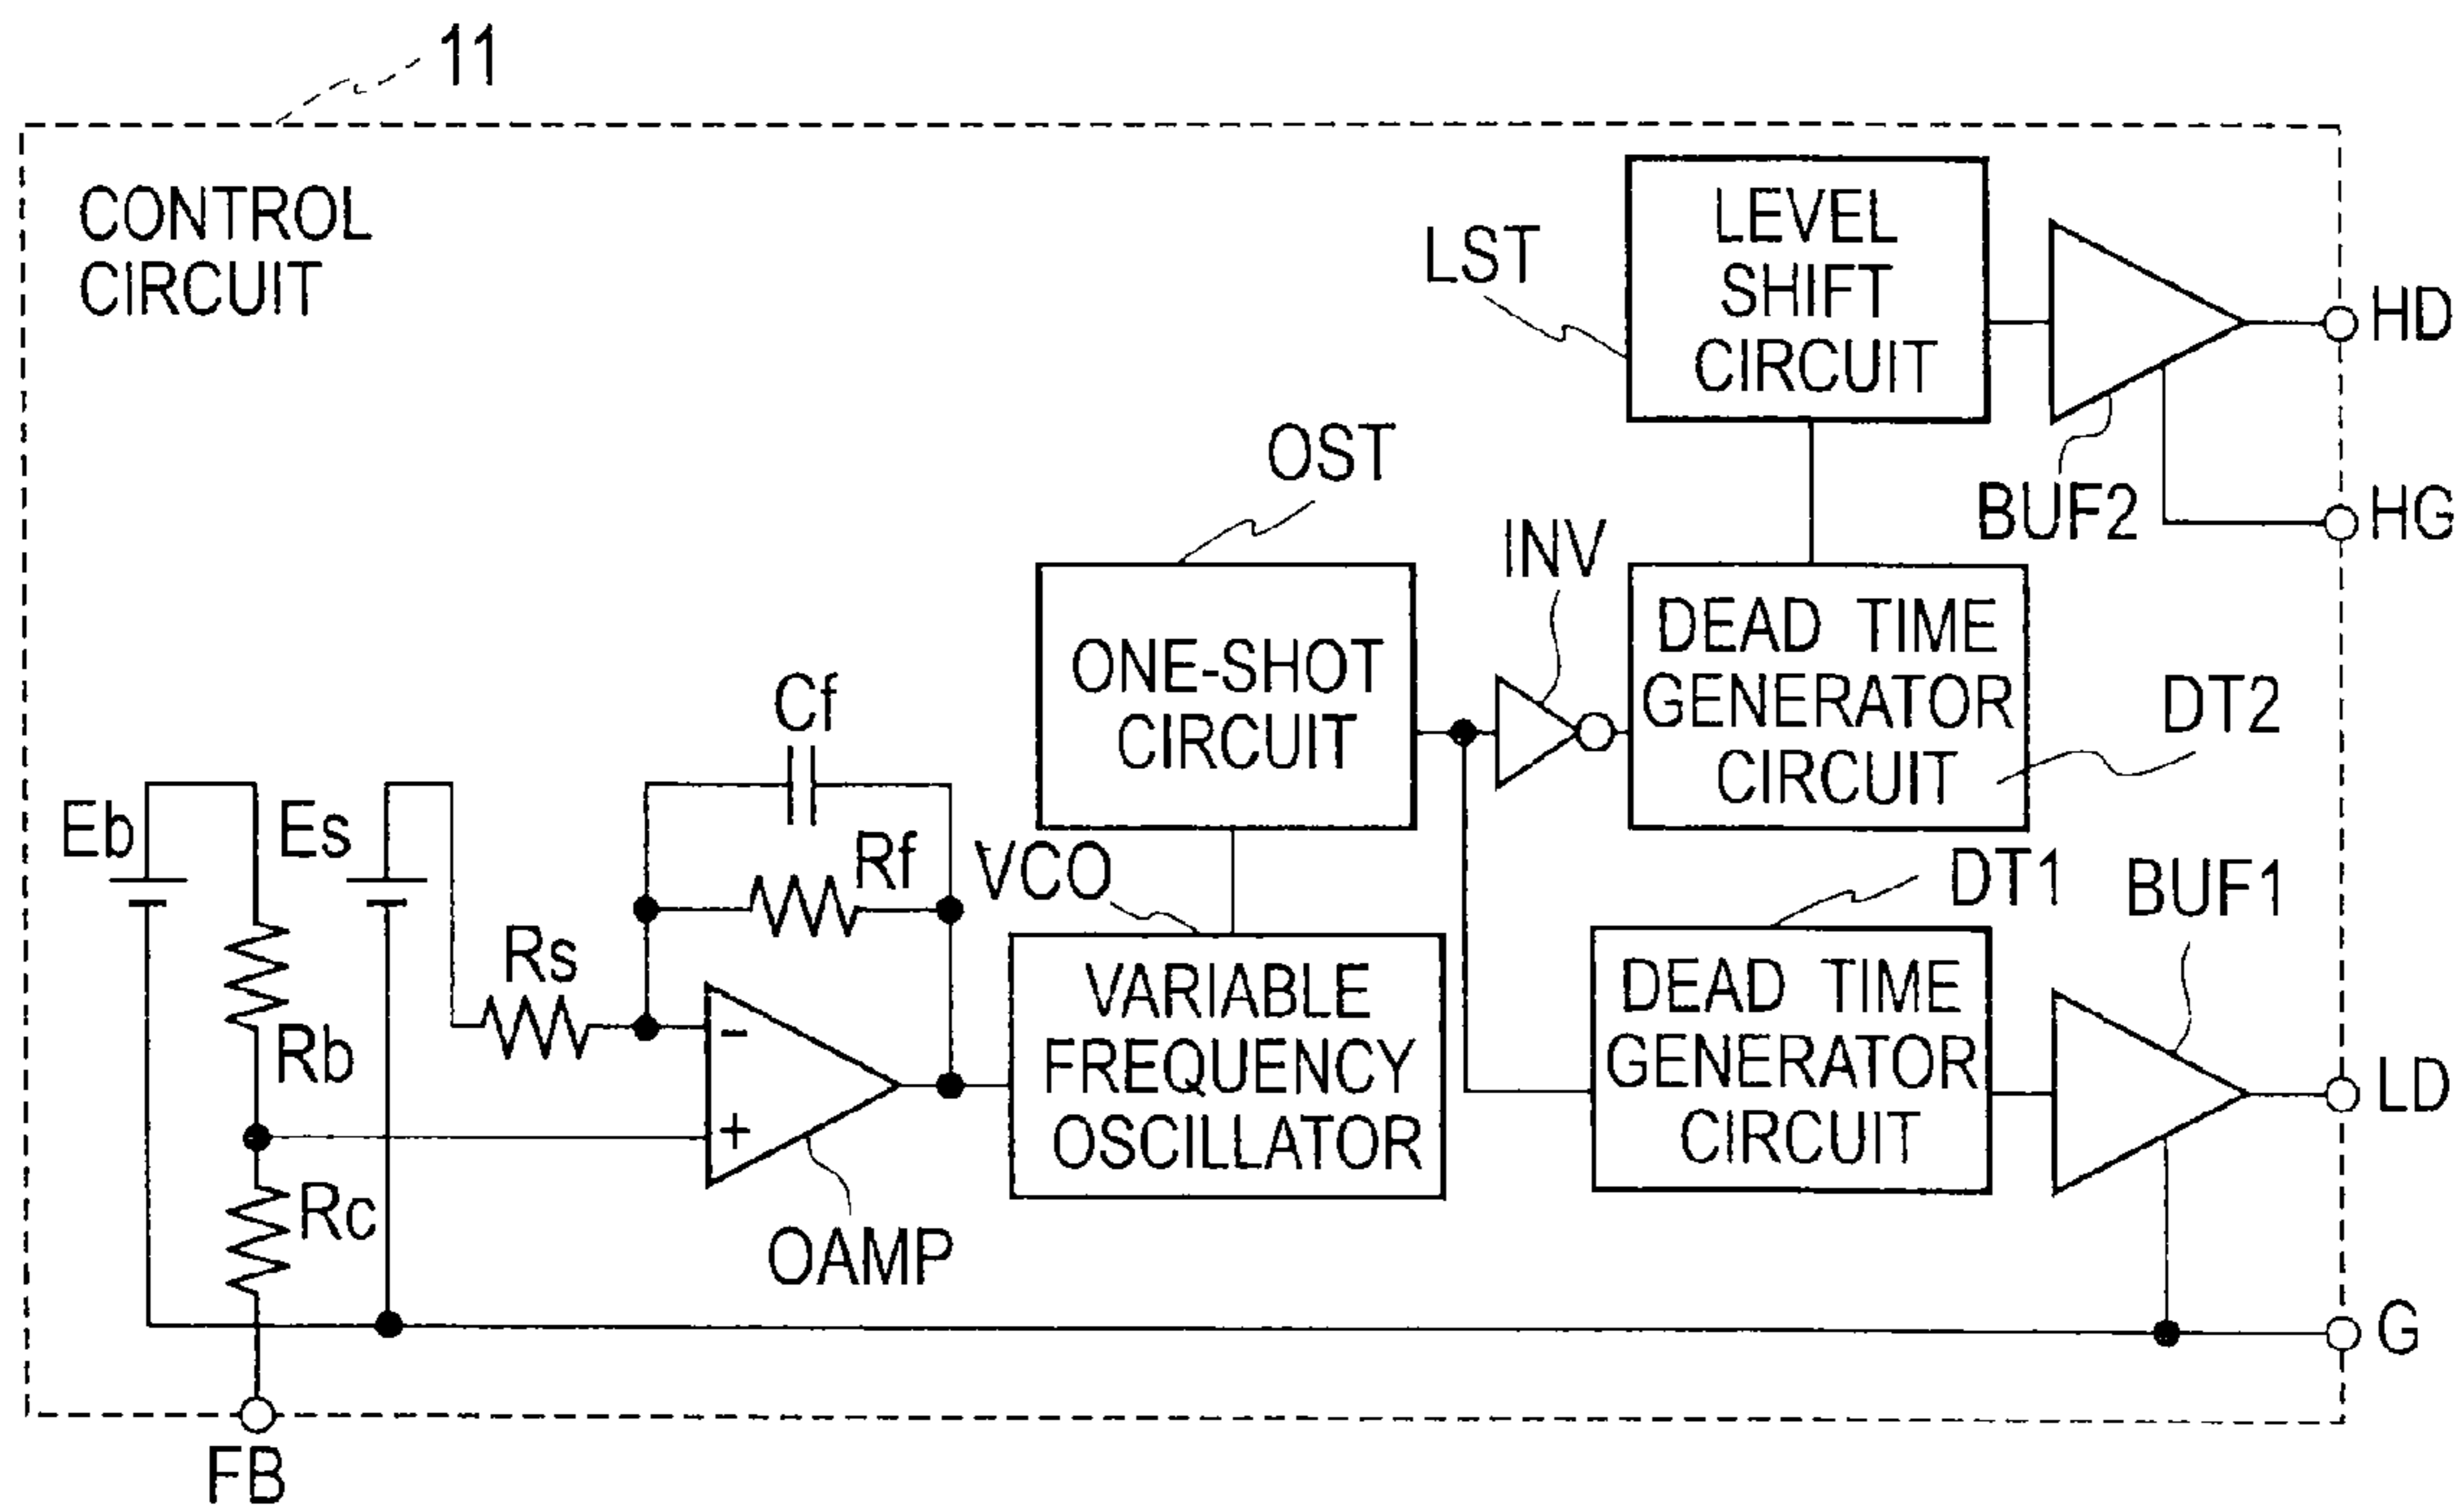 11
CONTROL
CIRCUIT
LEVEL
SHIFT
CIRCUIT
LST
HD
BUF2
HG
OST
INV
ONE-SHOT
CIRCUIT
DEAD TIME
GENERATOR
CIRCUIT
DT2
Cf
Eb
Es
Rf
VCO
DT1
BUF1
Rs
Rb
-
+
VARIABLE
FREQUENCY
OSCILLATOR
DEAD TIME
GENERATOR
CIRCUIT
LD
Rc
OAMP
G
FB